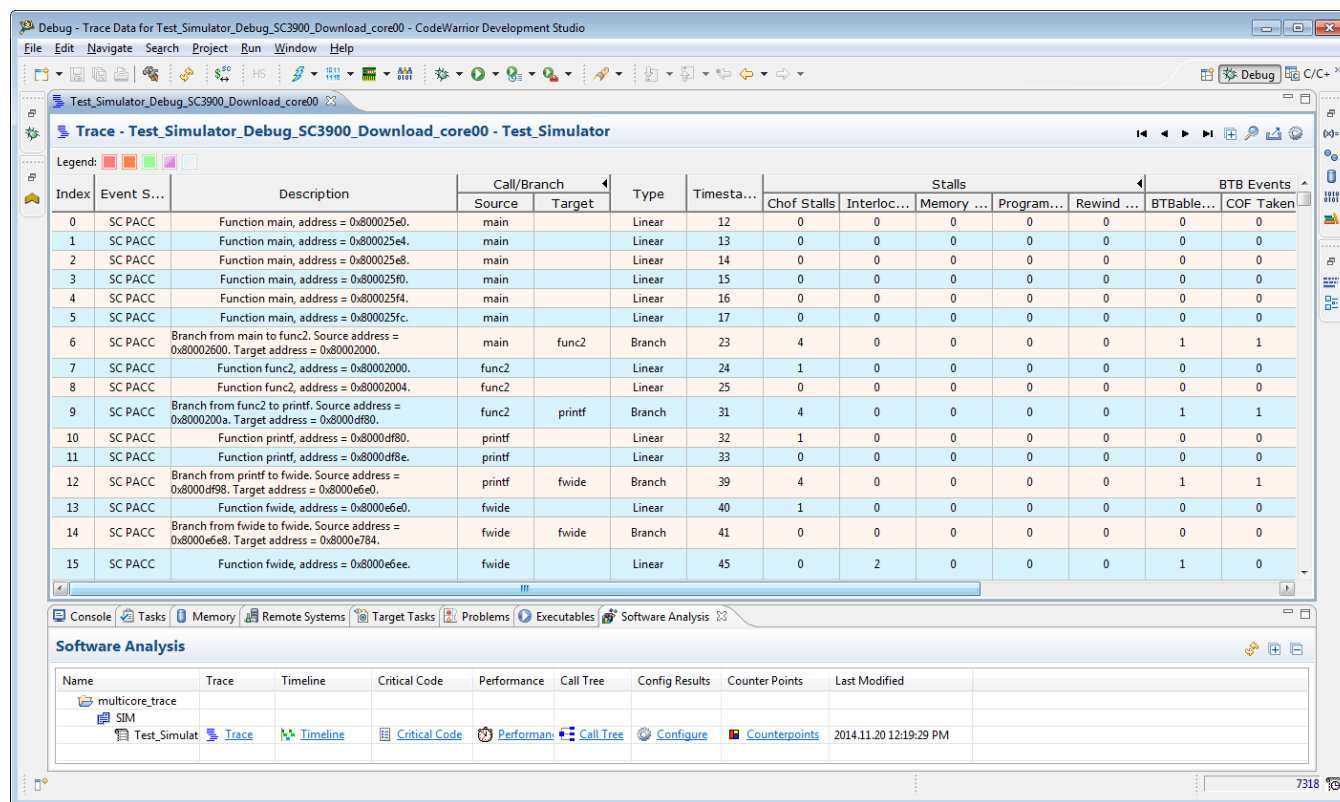 Debug - Trace Data for Test_Simulator_Debug_SC3900_Download_core00 - CodeWarrior Development Studio
File Edit Navigate Search Project Run Window Help
HS Debug C/C+
Test_Simulator_Debug_SC3900_Download_core00
Trace - Test_Simulator_Debug_SC3900_Download_core00 - Test_Simulator
Legend:
Call/Branch Stalls BTB Events
Index Event S... Description Source Target Type Timesta... Chof Stalls Interloc... Memory ... Program... Rewind ... BTBable... COF Taken
0 SC PACC Function main, address = 0x800025e0. main Linear 12 0 0 0 0 0 0 0
1 SC PACC Function main, address = 0x800025e4. main Linear 13 0 0 0 0 0 0 0
2 SC PACC Function main, address = 0x800025e8. main Linear 14 0 0 0 0 0 0 0
3 SC PACC Function main, address = 0x800025f0. main Linear 15 0 0 0 0 0 0 0
4 SC PACC Function main, address = 0x800025f4. main Linear 16 0 0 0 0 0 0 0
5 SC PACC Function main, address = 0x800025fc. main Linear 17 0 0 0 0 0 0 0
Branch from main to func2. Source address =
6 SC PACC 0x80002600. Target address = 0x80002000. main func2 Branch 23 4 0 0 0 0 1 1
7 SC PACC Function func2, address = 0x80002000. func2 Linear 24 1 0 0 0 0 0 0
8 SC PACC Function func2, address = 0x80002004. func2 Linear 25 0 0 0 0 0 0 0
Branch from func2 to printf. Source address =
9 SC PACC 0x8000200a. Target address = 0x8000df80. func2 printf Branch 31 4 0 0 0 0 1 1
10 SC PACC Function printf, address = 0x8000df80. printf Linear 32 1 0 0 0 0 0 0
11 SC PACC Function printf, address = 0x8000df8e. printf Linear 33 0 0 0 0 0 0 0
Branch from printf to fwide. Source address =
12 SC PACC 0x8000df98. Target address = 0x8000e6e0. printf fwide Branch 39 4 0 0 0 0 1 1
13 SC PACC Function fwide, address = 0x8000e6e0. fwide Linear 40 1 0 0 0 0 0 0
Branch from fwide to fwide. Source address =
14 SC PACC 0x8000e6e8. Target address = 0x8000e784. fwide fwide Branch 41 0 0 0 0 0 0 0
15 SC PACC Function fwide, address = 0x8000e6ee. fwide Linear 45 0 2 0 0 0 1 0
Console Tasks Memory Remote Systems Target Tasks Problems Executables Software Analysis
Software Analysis
Name Trace Timeline Critical Code Performance Call Tree Config Results Counter Points Last Modified
multicore_trace
SIM
Test_Simulat Trace Timeline Critical Code Performan Call Tree Configure Counterpoints 2014.11.20 12:19:29 PM
7318